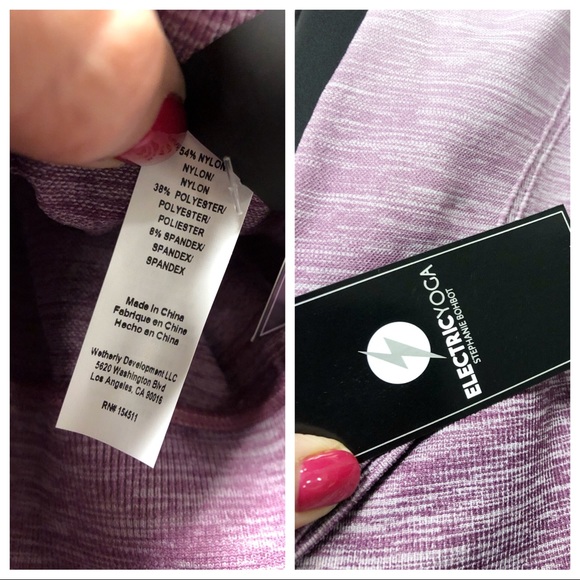 54% NYLON/
NYLON/
NYLON
38% POLYESTER/
POLYESTER/
POLIESTER
8% SPANDEX/
SPANDEX/
SPANDEX
Made in China
Fabrique en Chine
Hecho en China
Wetherly Development LLC
5620 Washington Blvd
Los Angeles, CA 90016
RN# 154511
ELECTRICYOGA
STEPHANIE BOHBOT